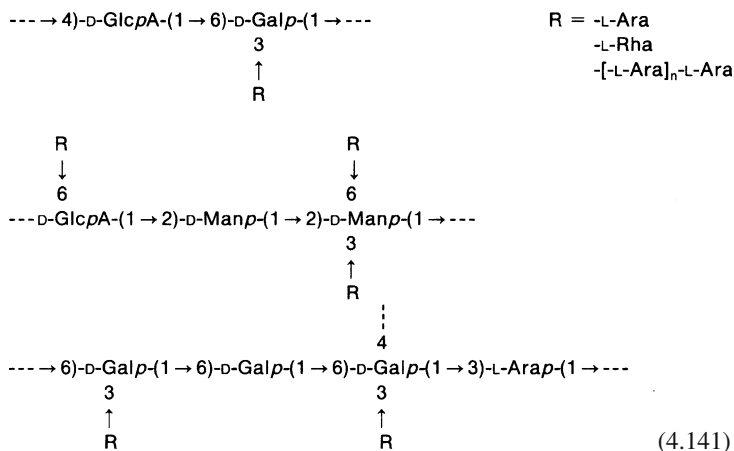 --- → 4)-D-GlcpA-(1 → 6)-D-Galp-(1 → --- R = -L-Ara
3 -L-Rha
↑ -[-L-Ara]n-L-Ara
R
R R
↓ ↓
6 6
---D-GlcpA-(1 → 2)-D-Manp-(1 → 2)-D-Manp-(1 → ---
3
↑
R
4
--- → 6)-D-Galp-(1 → 6)-D-Galp-(1 → 6)-D-Galp-(1 → 3)-L-Arap-(1 → ---
3 3
↑ ↑
R R (4.141)